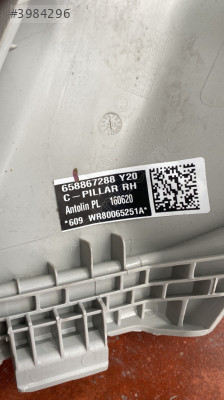 #3984296
658867288 Y20
C-PILLAR RH
Antolin PL 160620
*609 WR80065251A*